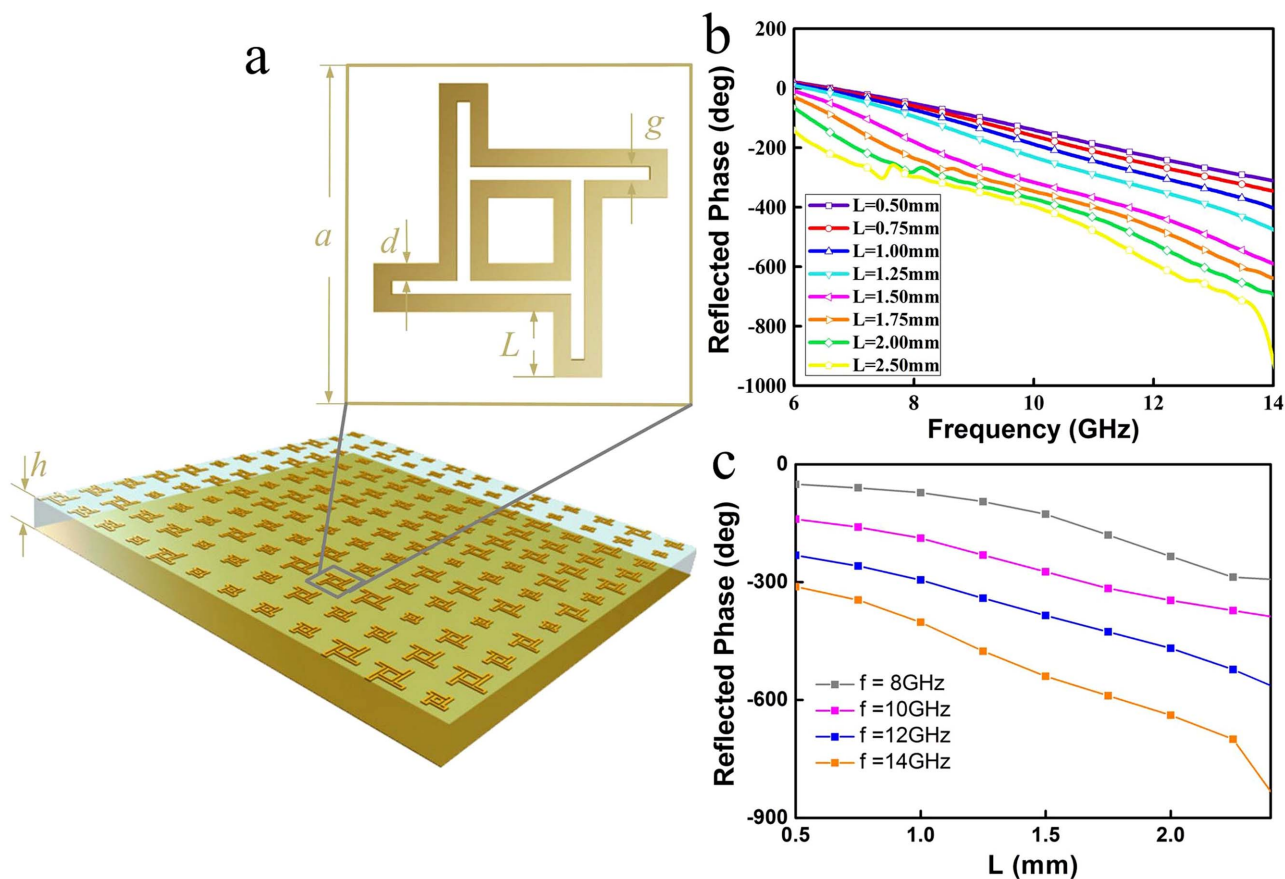 a
a
g
d
L
h
b
Reflected Phase (deg)
200
0
-200
-400
-600
-800
-1000
L=0.50mm
L=0.75mm
L=1.00mm
L=1.25mm
L=1.50mm
L=1.75mm
L=2.00mm
L=2.50mm
6 8 10 12 14
Frequency (GHz)
c
Reflected Phase (deg)
0
-300
-600
-900
f = 8GHz
f =10GHz
f =12GHz
f =14GHz
0.5 1.0 1.5 2.0
L (mm)